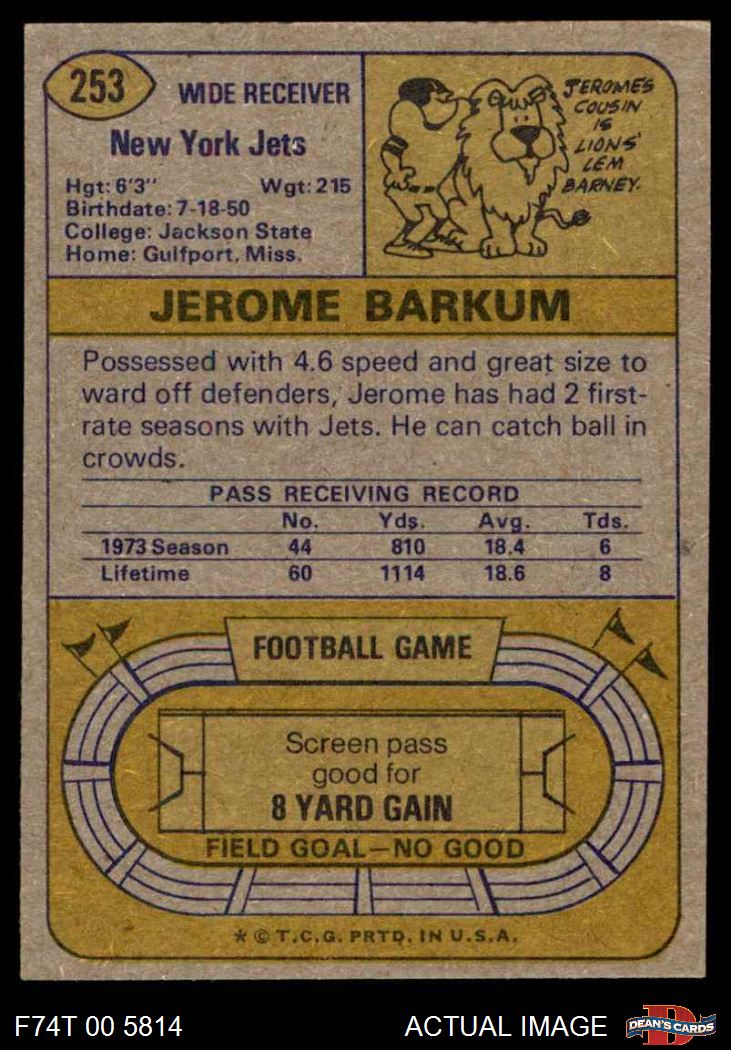 253
WIDE RECEIVER
New York Jets
Hgt: 6'3" Wgt: 215
Birthdate: 7-18-50
College: Jackson State
Home: Gulfport, Miss.
JEROME'S
COUSIN
IS
LIONS'
LEM
BARNEY.
JEROME BARKUM
Possessed with 4.6 speed and great size to
ward off defenders, Jerome has had 2 first-
rate seasons with Jets. He can catch ball in
crowds.
PASS RECEIVING RECORD
No. Yds. Avg. Tds.
1973 Season 44 810 18.4 6
Lifetime 60 1114 18.6 8
FOOTBALL GAME
Screen pass
good for
8 YARD GAIN
FIELD GOAL—NO GOOD
* © T.C.G. PRTD. IN U.S.A.
F74T 00 5814 ACTUAL IMAGE
D
DEAN'S CARDS